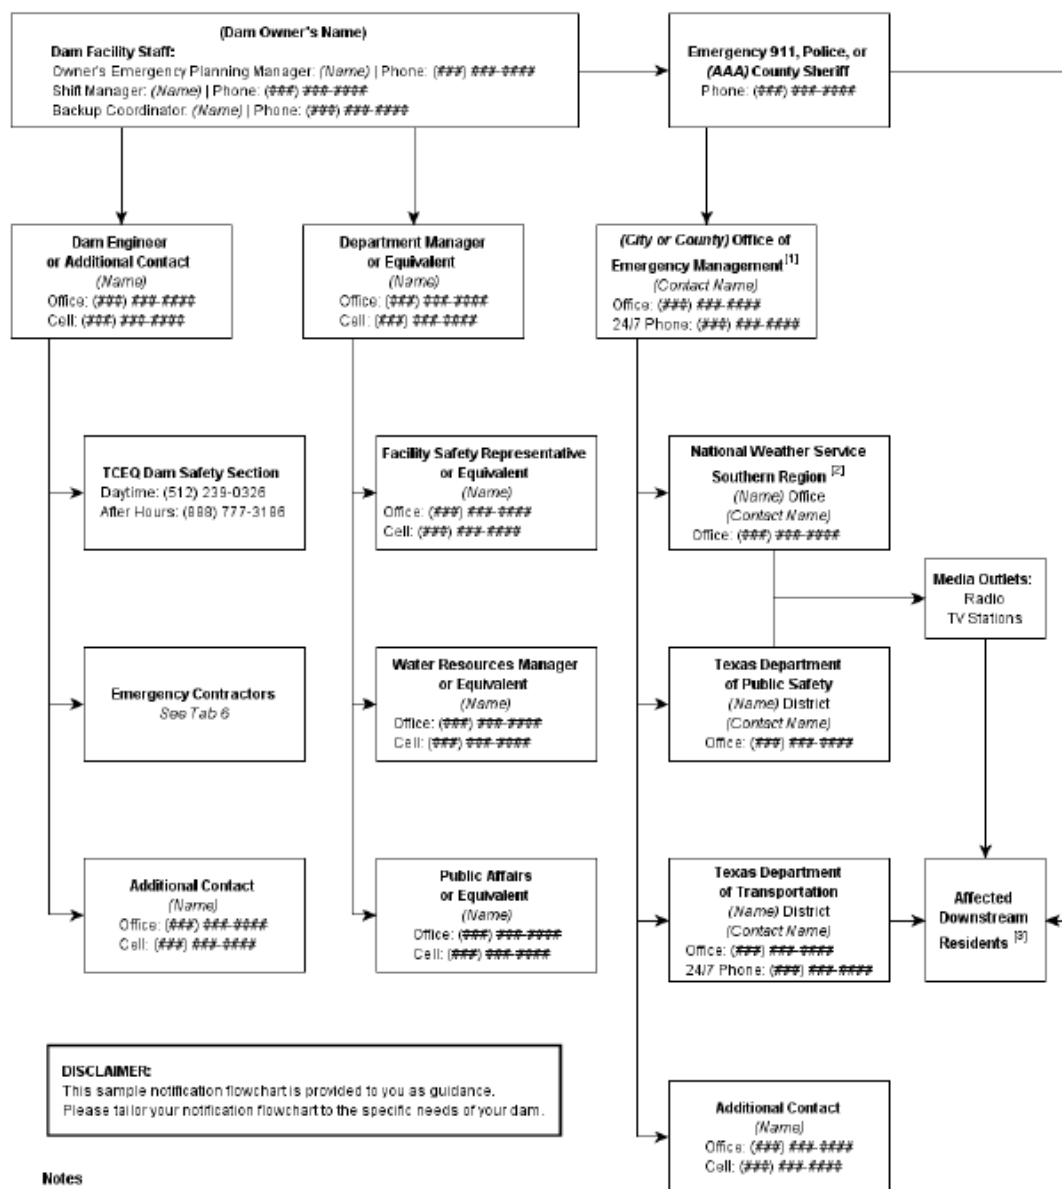 (Dam Owner's Name)
Dam Facility Staff:
Owner's Emergency Planning Manager: (Name) | Phone: (###) ###-####
Shift Manager: (Name) | Phone: (###) ###-####
Backup Coordinator: (Name) | Phone: (###) ###-####
Emergency 911, Police, or
(AAA) County Sheriff
Phone: (###) ###-####
Dam Engineer
or Additional Contact
(Name)
Office: (###) ###-####
Cell: (###) ###-####
Department Manager
or Equivalent
(Name)
Office: (###) ###-####
Cell: (###) ###-####
(City or County) Office of
Emergency Management [1]
(Contact Name)
Office: (###) ###-####
24/7 Phone: (###) ###-####
TCEQ Dam Safety Section
Daytime: (512) 239-0326
After Hours: (888) 777-3186
Facility Safety Representative
or Equivalent
(Name)
Office: (###) ###-####
Cell: (###) ###-####
National Weather Service
Southern Region [2]
(Name) Office
(Contact Name)
Office: (###) ###-####
Media Outlets:
Radio
TV Stations
Emergency Contractors
See Tab 6
Water Resources Manager
or Equivalent
(Name)
Office: (###) ###-####
Cell: (###) ###-####
Texas Department
of Public Safety
(Name) District
(Contact Name)
Office: (###) ###-####
Additional Contact
(Name)
Office: (###) ###-####
Cell: (###) ###-####
Public Affairs
or Equivalent
(Name)
Office: (###) ###-####
Cell: (###) ###-####
Texas Department
of Transportation
(Name) District
(Contact Name)
Office: (###) ###-####
24/7 Phone: (###) ###-####
Affected
Downstream
Residents [3]
DISCLAIMER:
This sample notification flowchart is provided to you as guidance.
Please tailor your notification flowchart to the specific needs of your dam.
Additional Contact
(Name)
Office: (###) ###-####
Cell: (###) ###-####
Notes